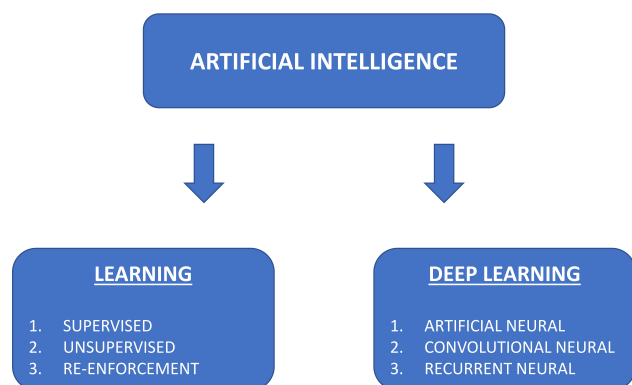 ARTIFICIAL INTELLIGENCE
LEARNING
1. SUPERVISED
2. UNSUPERVISED
3. RE-ENFORCEMENT
DEEP LEARNING
1. ARTIFICIAL NEURAL
2. CONVOLUTIONAL NEURAL
3. RECURRENT NEURAL